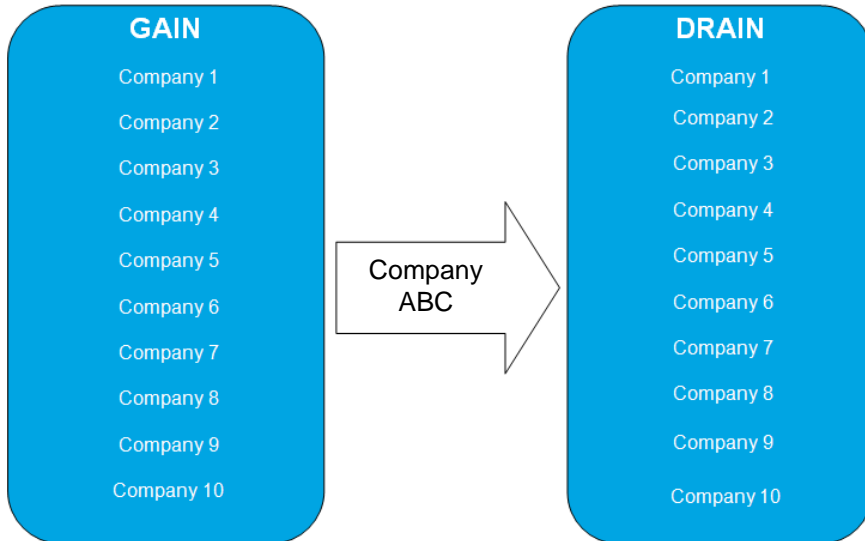 GAIN
Company 1
Company 2
Company 3
Company 4
Company 5
Company 6
Company 7
Company 8
Company 9
Company 10
Company
ABC
DRAIN
Company 1
Company 2
Company 3
Company 4
Company 5
Company 6
Company 7
Company 8
Company 9
Company 10